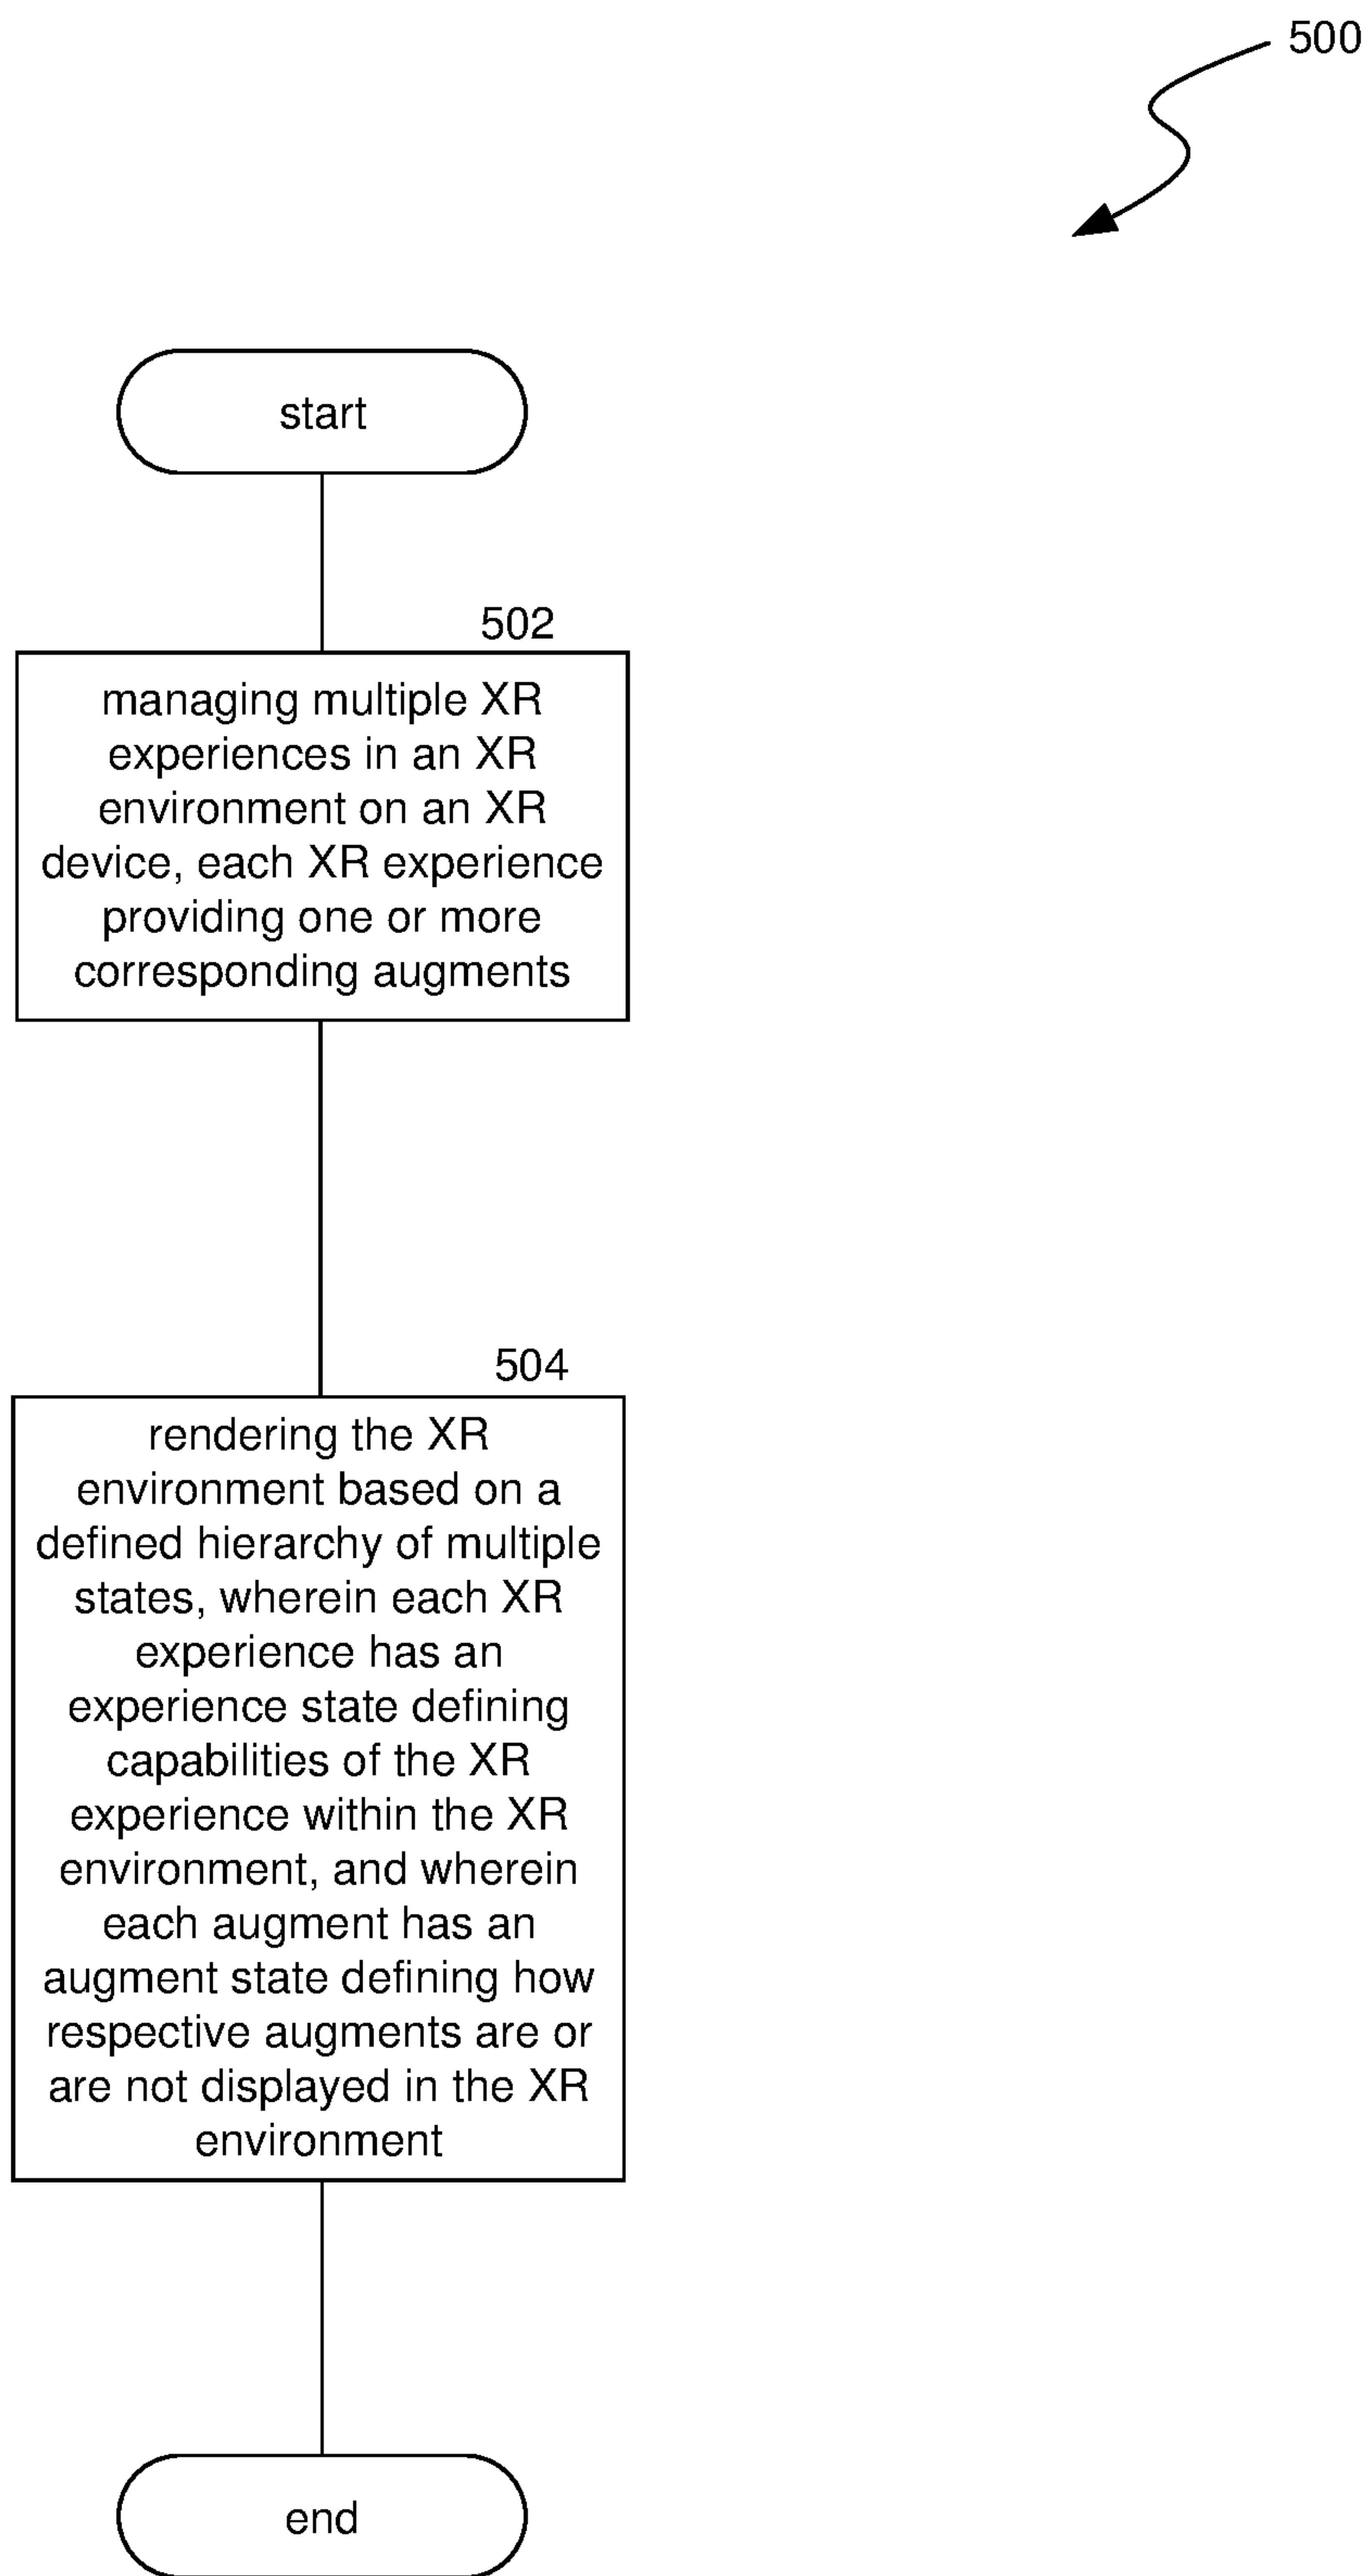 500
start
502
managing multiple XR
experiences in an XR
environment on an XR
device, each XR experience
providing one or more
corresponding augments
504
rendering the XR
environment based on a
defined hierarchy of multiple
states, wherein each XR
experience has an
experience state defining
capabilities of the XR
experience within the XR
environment, and wherein
each augment has an
augment state defining how
respective augments are or
are not displayed in the XR
environment
end